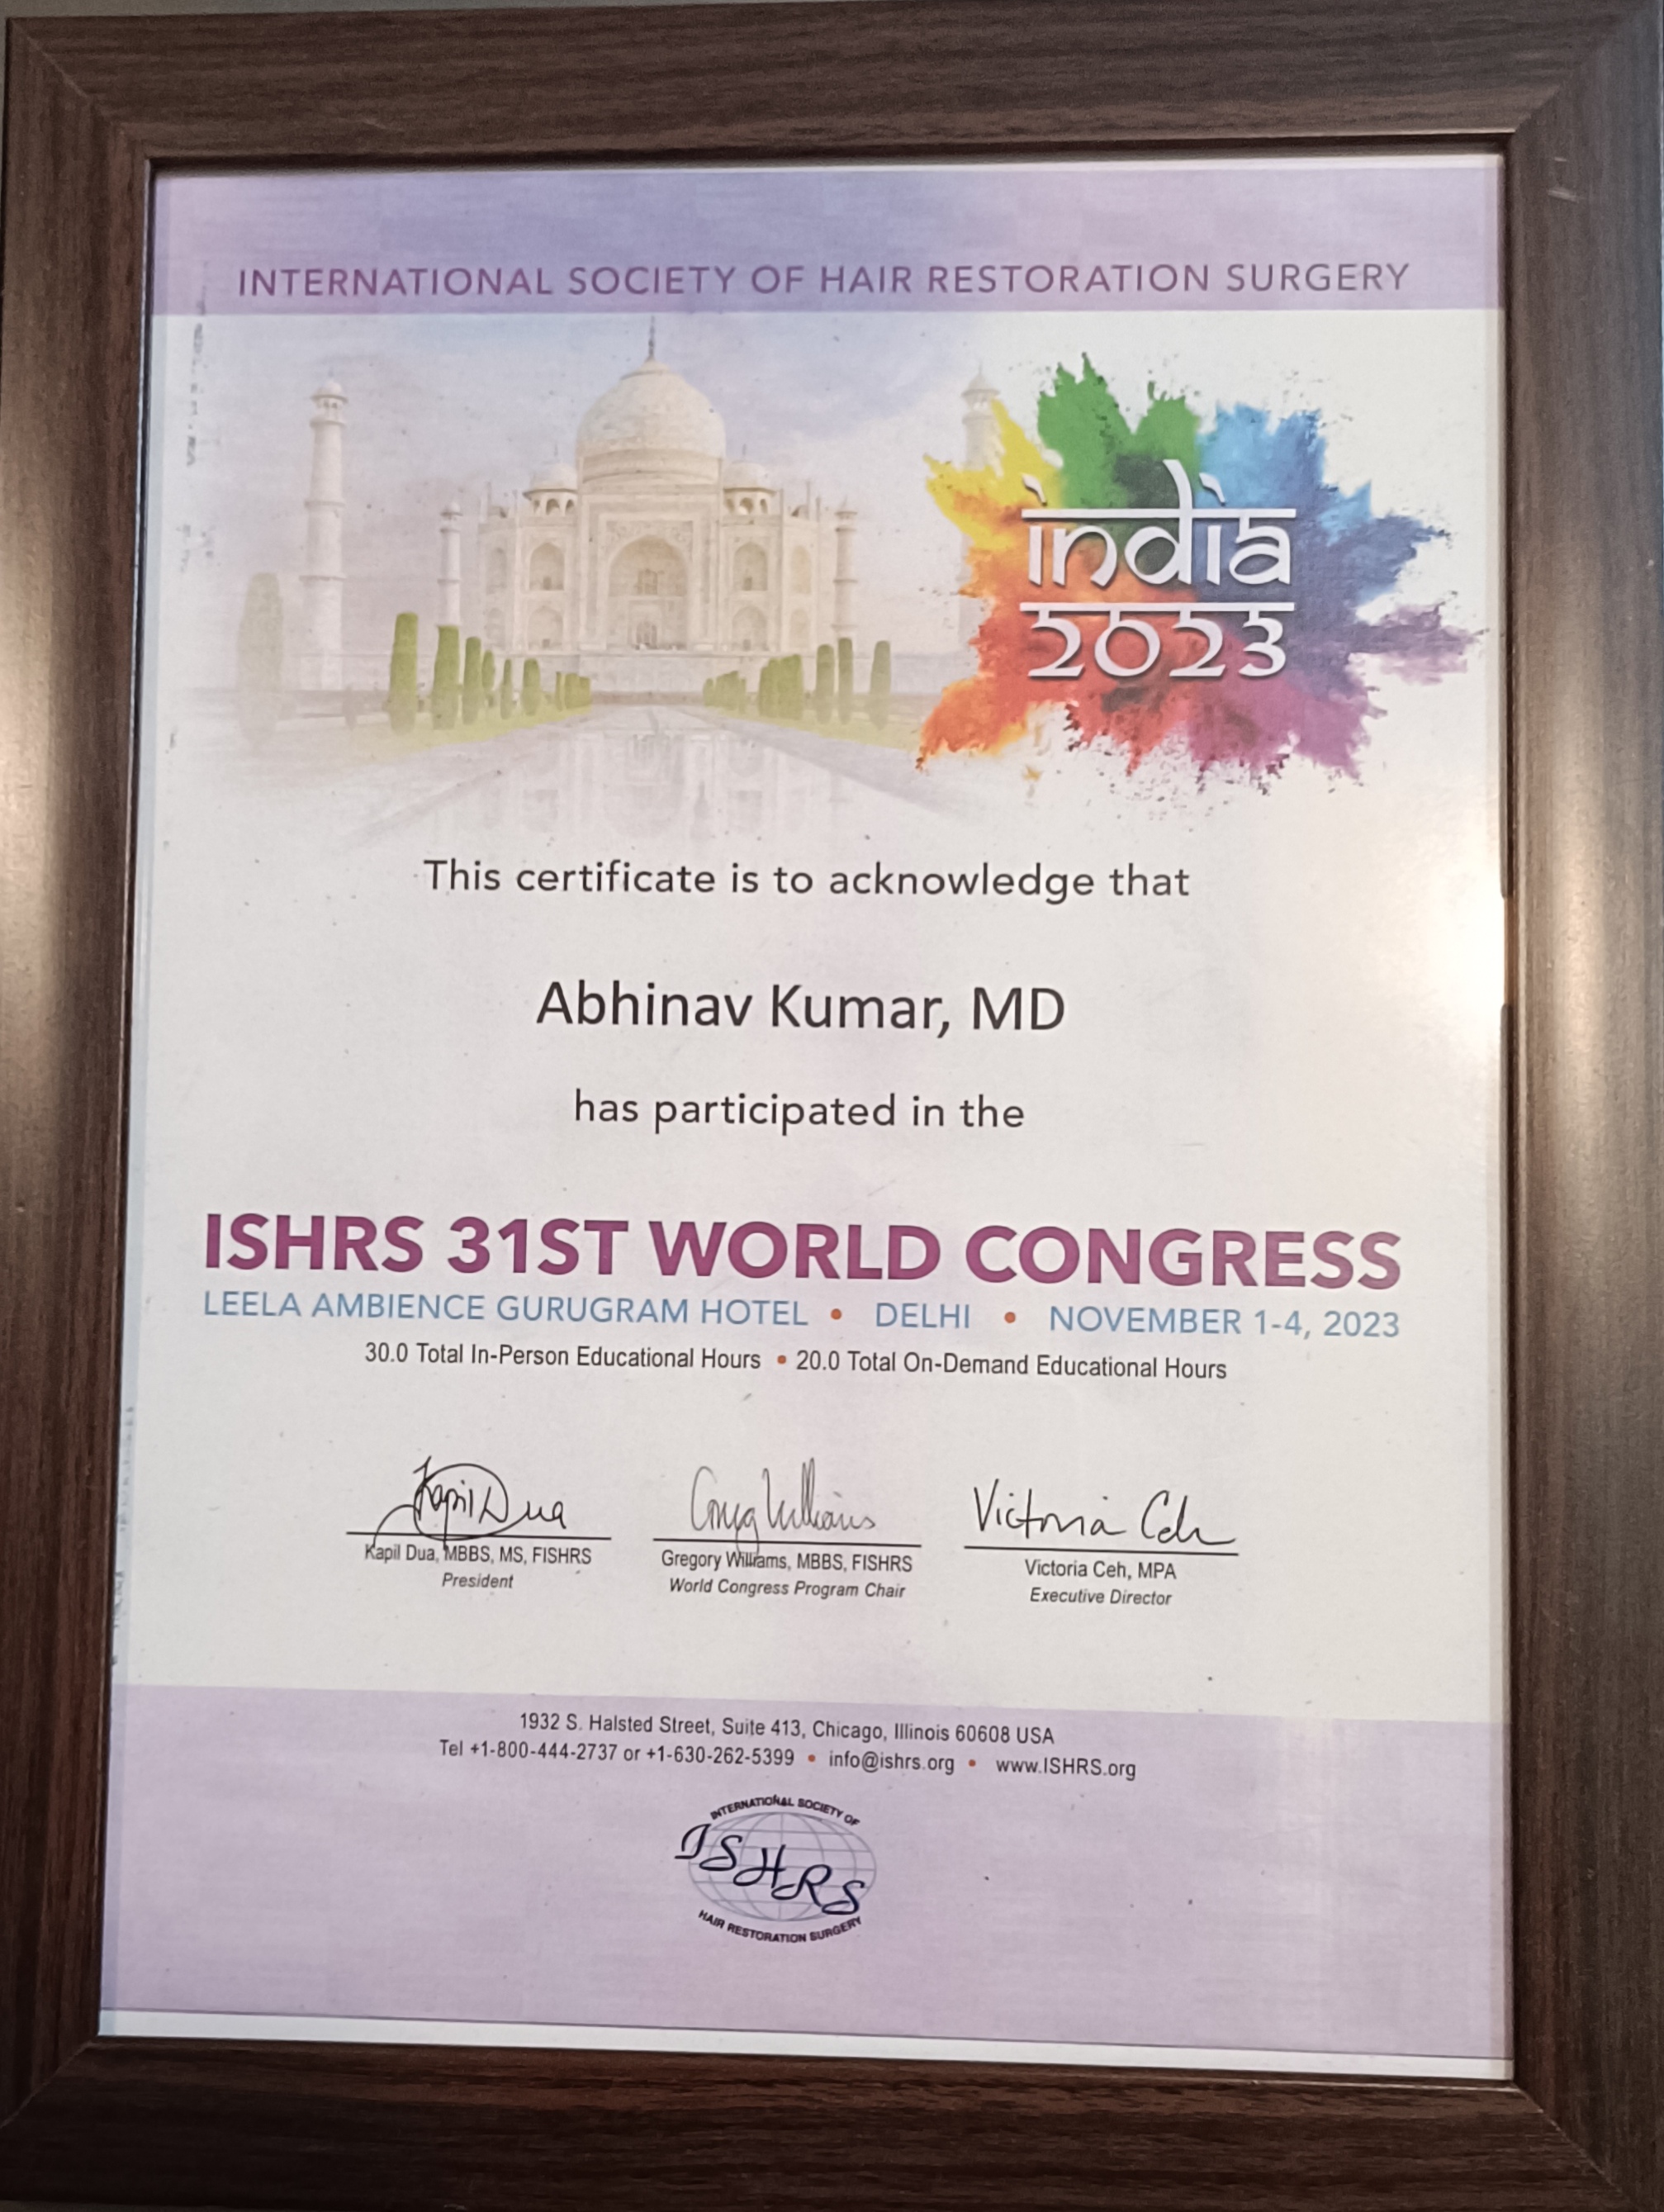 INTERNATIONAL SOCIETY OF HAIR RESTORATION SURGERY
india
2023
This certificate is to acknowledge that
Abhinav Kumar, MD
has participated in the
ISHRS 31ST WORLD CONGRESS
LEELA AMBIENCE GURUGRAM HOTEL • DELHI • NOVEMBER 1-4, 2023
30.0 Total In-Person Educational Hours • 20.0 Total On-Demand Educational Hours
Kapil Dua Greg Williams Victoria Ceh
Kapil Dua, MBBS, MS, FISHRS Gregory Williams, MBBS, FISHRS Victoria Ceh, MPA
President World Congress Program Chair Executive Director
1932 S. Halsted Street, Suite 413, Chicago, Illinois 60608 USA
Tel +1-800-444-2737 or +1-630-262-5399 • info@ishrs.org • www.ISHRS.org
INTERNATIONAL SOCIETY OF
ISHRS
HAIR RESTORATION SURGERY